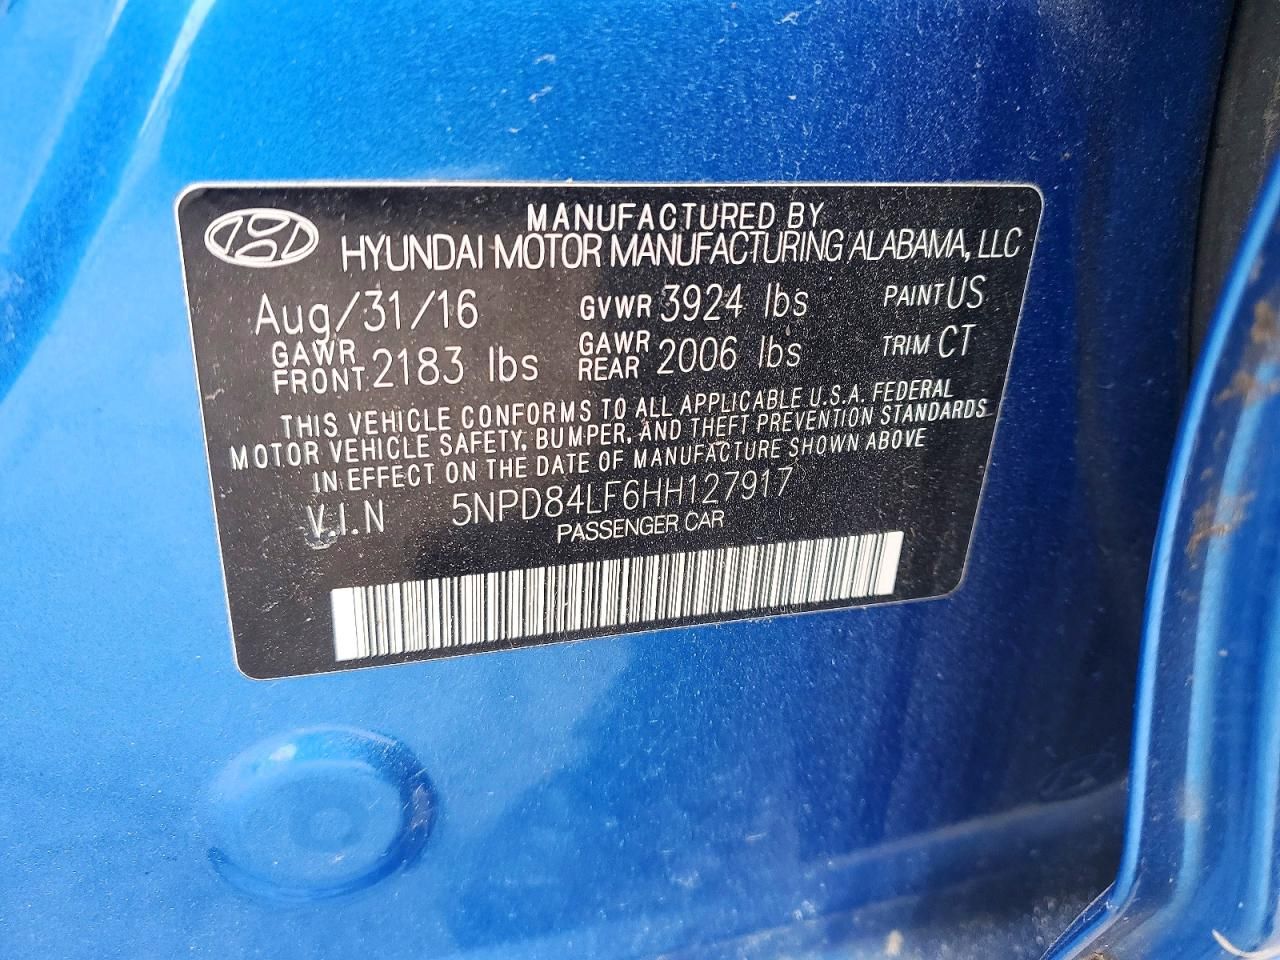 MANUFACTURED BY
HYUNDAI MOTOR MANUFACTURING ALABAMA, LLC
Aug/31/16 GVWR 3924 lbs PAINT US
GAWR FRONT 2183 lbs GAWR REAR 2006 lbs TRIM CT
THIS VEHICLE CONFORMS TO ALL APPLICABLE U.S.A. FEDERAL
MOTOR VEHICLE SAFETY, BUMPER, AND THEFT PREVENTION STANDARDS
IN EFFECT ON THE DATE OF MANUFACTURE SHOWN ABOVE
V.I.N 5NPD84LF6HH127917
PASSENGER CAR